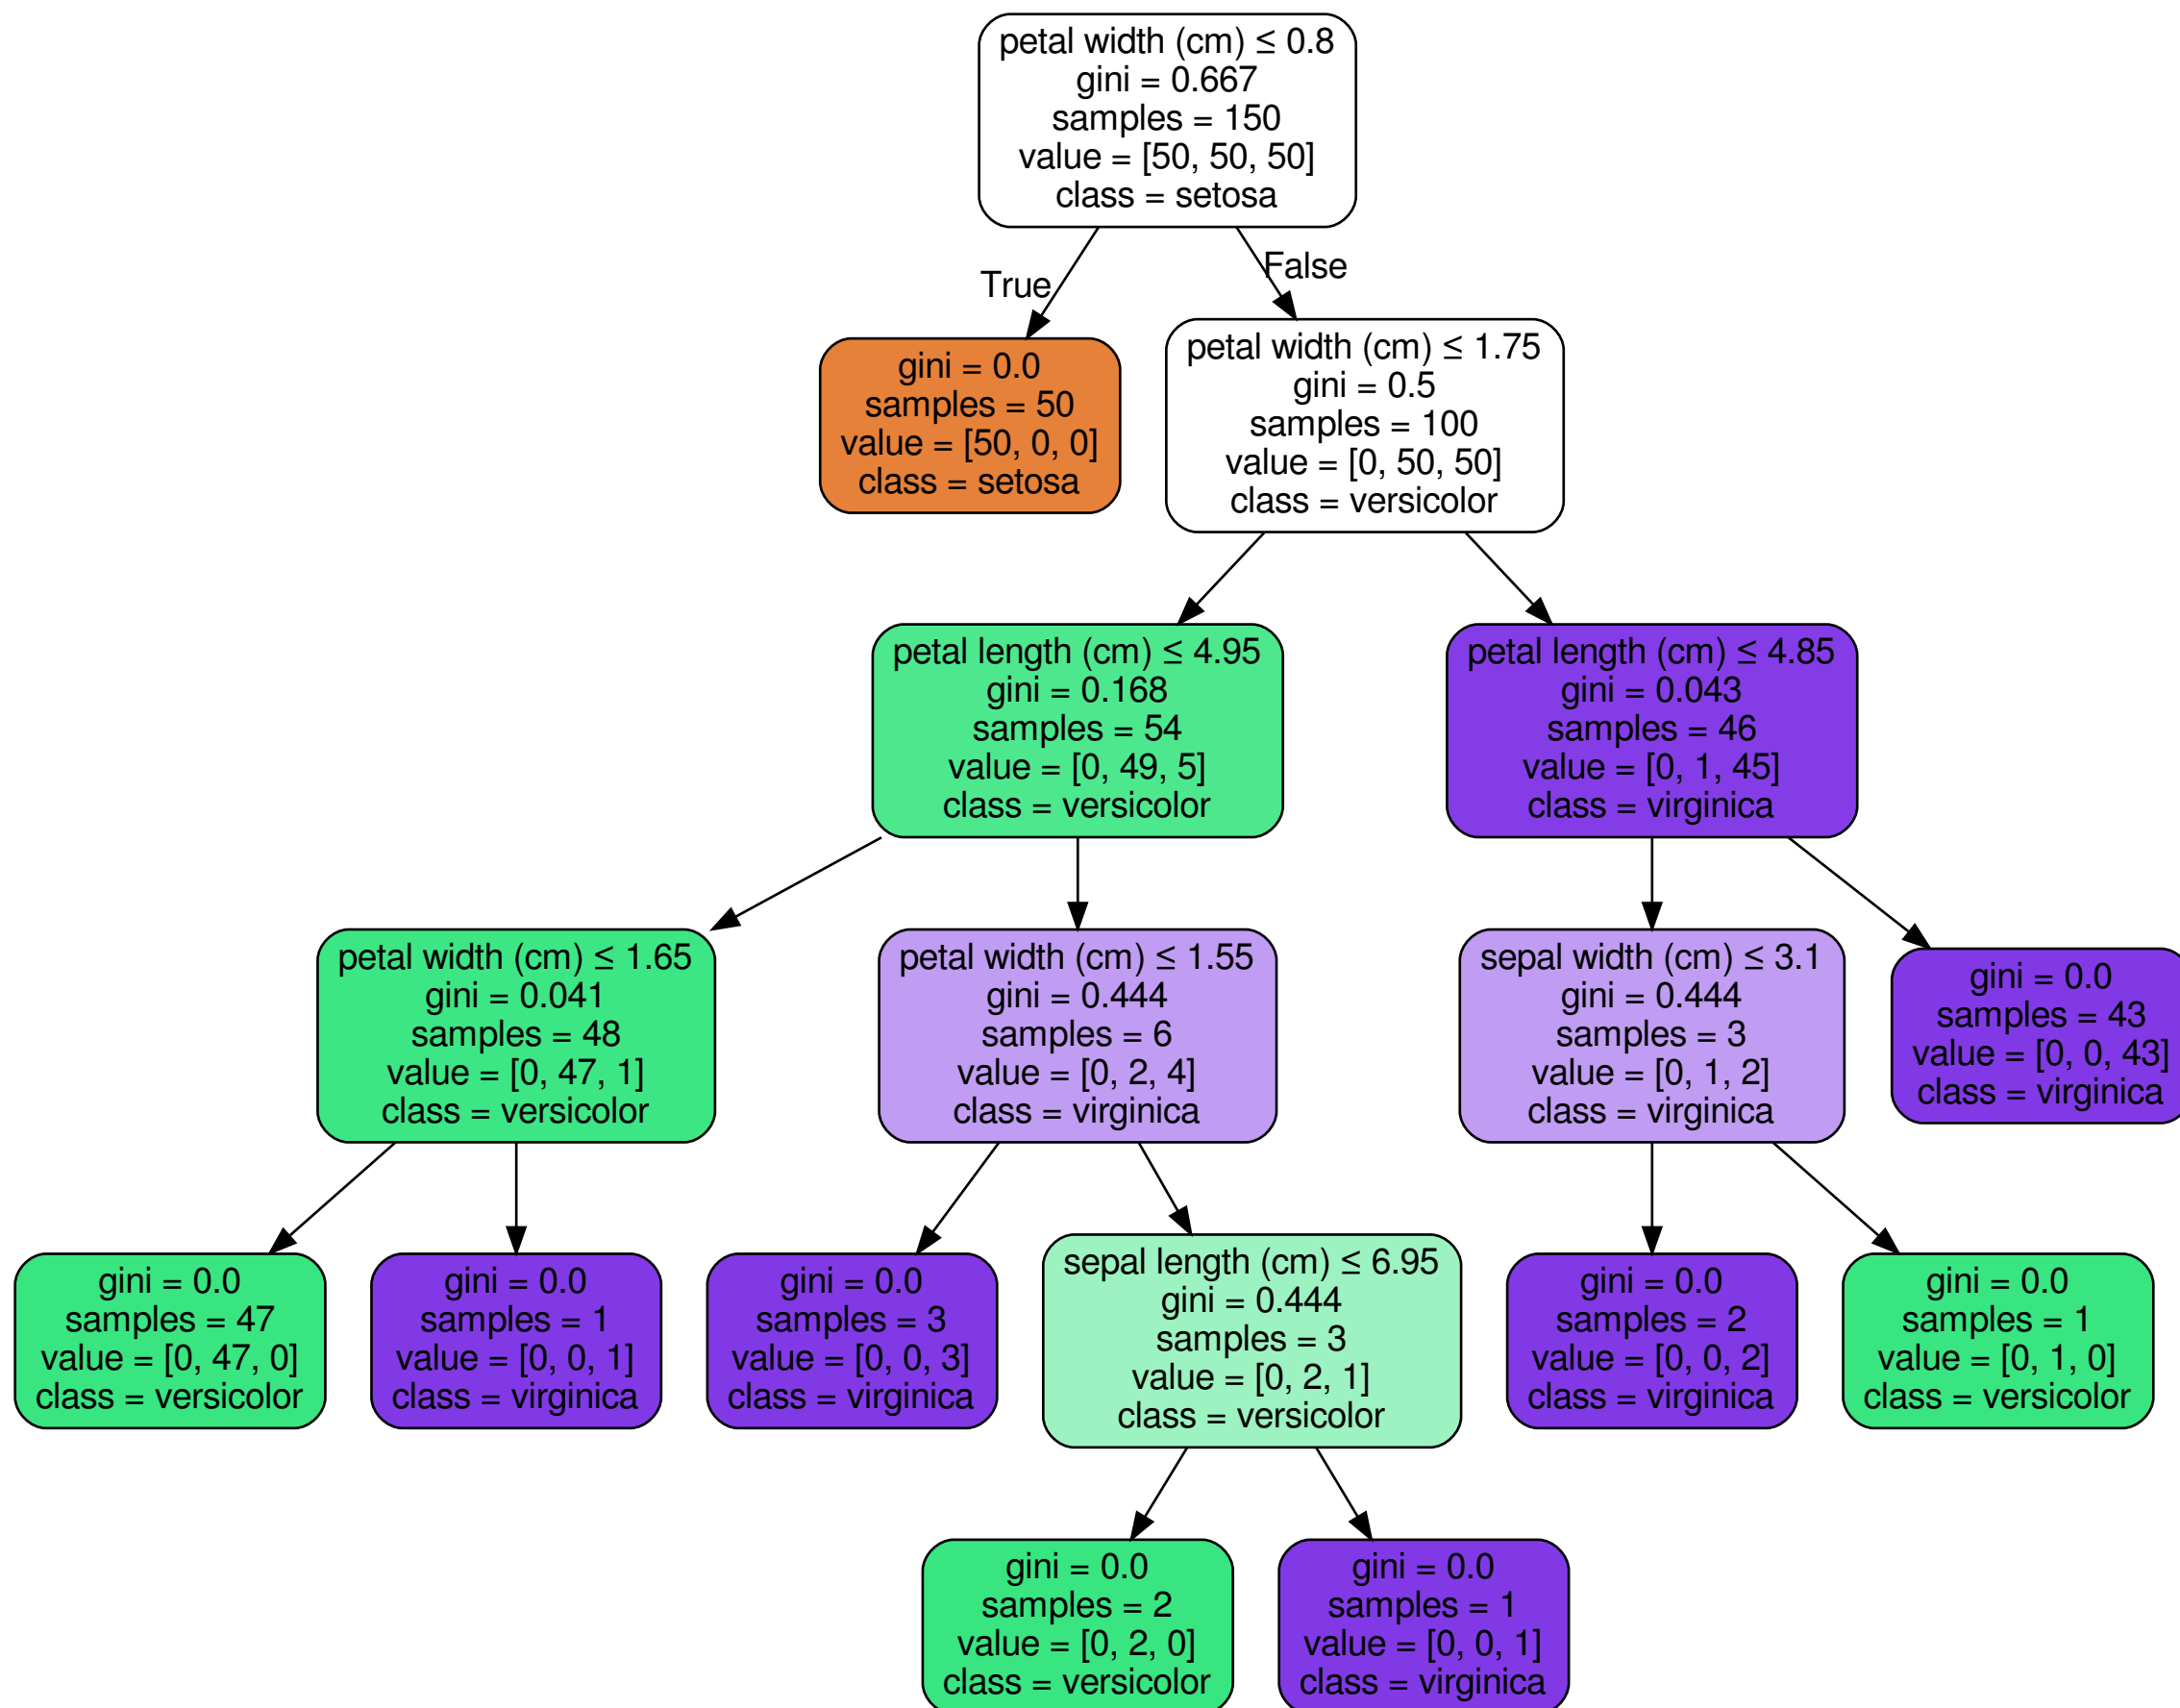 petal width (cm) ≤ 0.8
gini = 0.667
samples = 150
value = [50, 50, 50]
class = setosa
True
False
gini = 0.0
samples = 50
value = [50, 0, 0]
class = setosa
petal width (cm) ≤ 1.75
gini = 0.5
samples = 100
value = [0, 50, 50]
class = versicolor
petal length (cm) ≤ 4.95
gini = 0.168
samples = 54
value = [0, 49, 5]
class = versicolor
petal length (cm) ≤ 4.85
gini = 0.043
samples = 46
value = [0, 1, 45]
class = virginica
petal width (cm) ≤ 1.65
gini = 0.041
samples = 48
value = [0, 47, 1]
class = versicolor
petal width (cm) ≤ 1.55
gini = 0.444
samples = 6
value = [0, 2, 4]
class = virginica
sepal width (cm) ≤ 3.1
gini = 0.444
samples = 3
value = [0, 1, 2]
class = virginica
gini = 0.0
samples = 43
value = [0, 0, 43]
class = virginica
gini = 0.0
samples = 47
value = [0, 47, 0]
class = versicolor
gini = 0.0
samples = 1
value = [0, 0, 1]
class = virginica
gini = 0.0
samples = 3
value = [0, 0, 3]
class = virginica
sepal length (cm) ≤ 6.95
gini = 0.444
samples = 3
value = [0, 2, 1]
class = versicolor
gini = 0.0
samples = 2
value = [0, 0, 2]
class = virginica
gini = 0.0
samples = 1
value = [0, 1, 0]
class = versicolor
gini = 0.0
samples = 2
value = [0, 2, 0]
class = versicolor
gini = 0.0
samples = 1
value = [0, 0, 1]
class = virginica